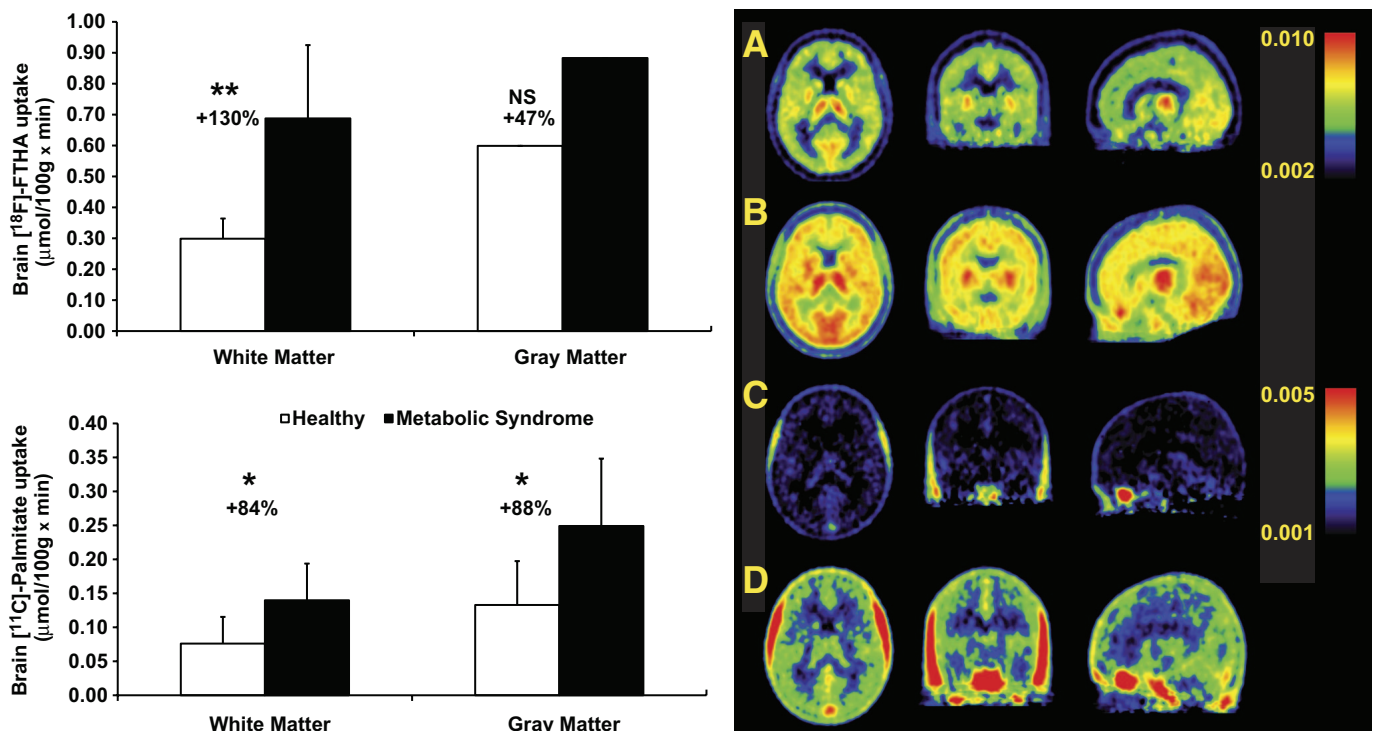 Brain [¹⁸F]-FTHA uptake
(μmol/100g x min)
1.00
0.90
0.80
0.70
0.60
0.50
0.40
0.30
0.20
0.10
0.00
**
+130%
NS
+47%
White Matter
Gray Matter
Brain [¹¹C]-Palmitate uptake
(μmol/100g x min)
0.40
0.35
0.30
0.25
0.20
0.15
0.10
0.05
0.00
Healthy
Metabolic Syndrome
*
+84%
*
+88%
White Matter
Gray Matter
A
0.010
0.002
B
C
0.005
0.001
D